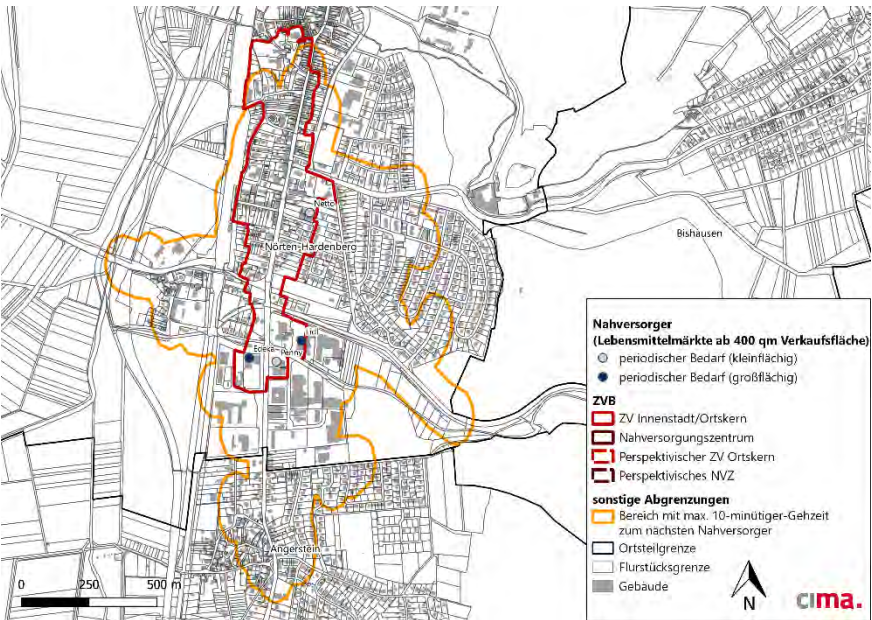 Netto
Nörten-Hardenberg
Bishausen
Lidl
Edeka
Penny
Angerstein
0 250 500 m
Nahversorger
(Lebensmittelmärkte ab 400 qm Verkaufsfläche)
periodischer Bedarf (kleinflächig)
periodischer Bedarf (großflächig)
ZVB
ZV Innenstadt/Ortskern
Nahversorgungszentrum
Perspektivischer ZV Ortskern
Perspektivisches NVZ
sonstige Abgrenzungen
Bereich mit max. 10-minütiger-Gehzeit
zum nächsten Nahversorger
Ortsteilgrenze
Flurstücksgrenze
Gebäude
N
cima.